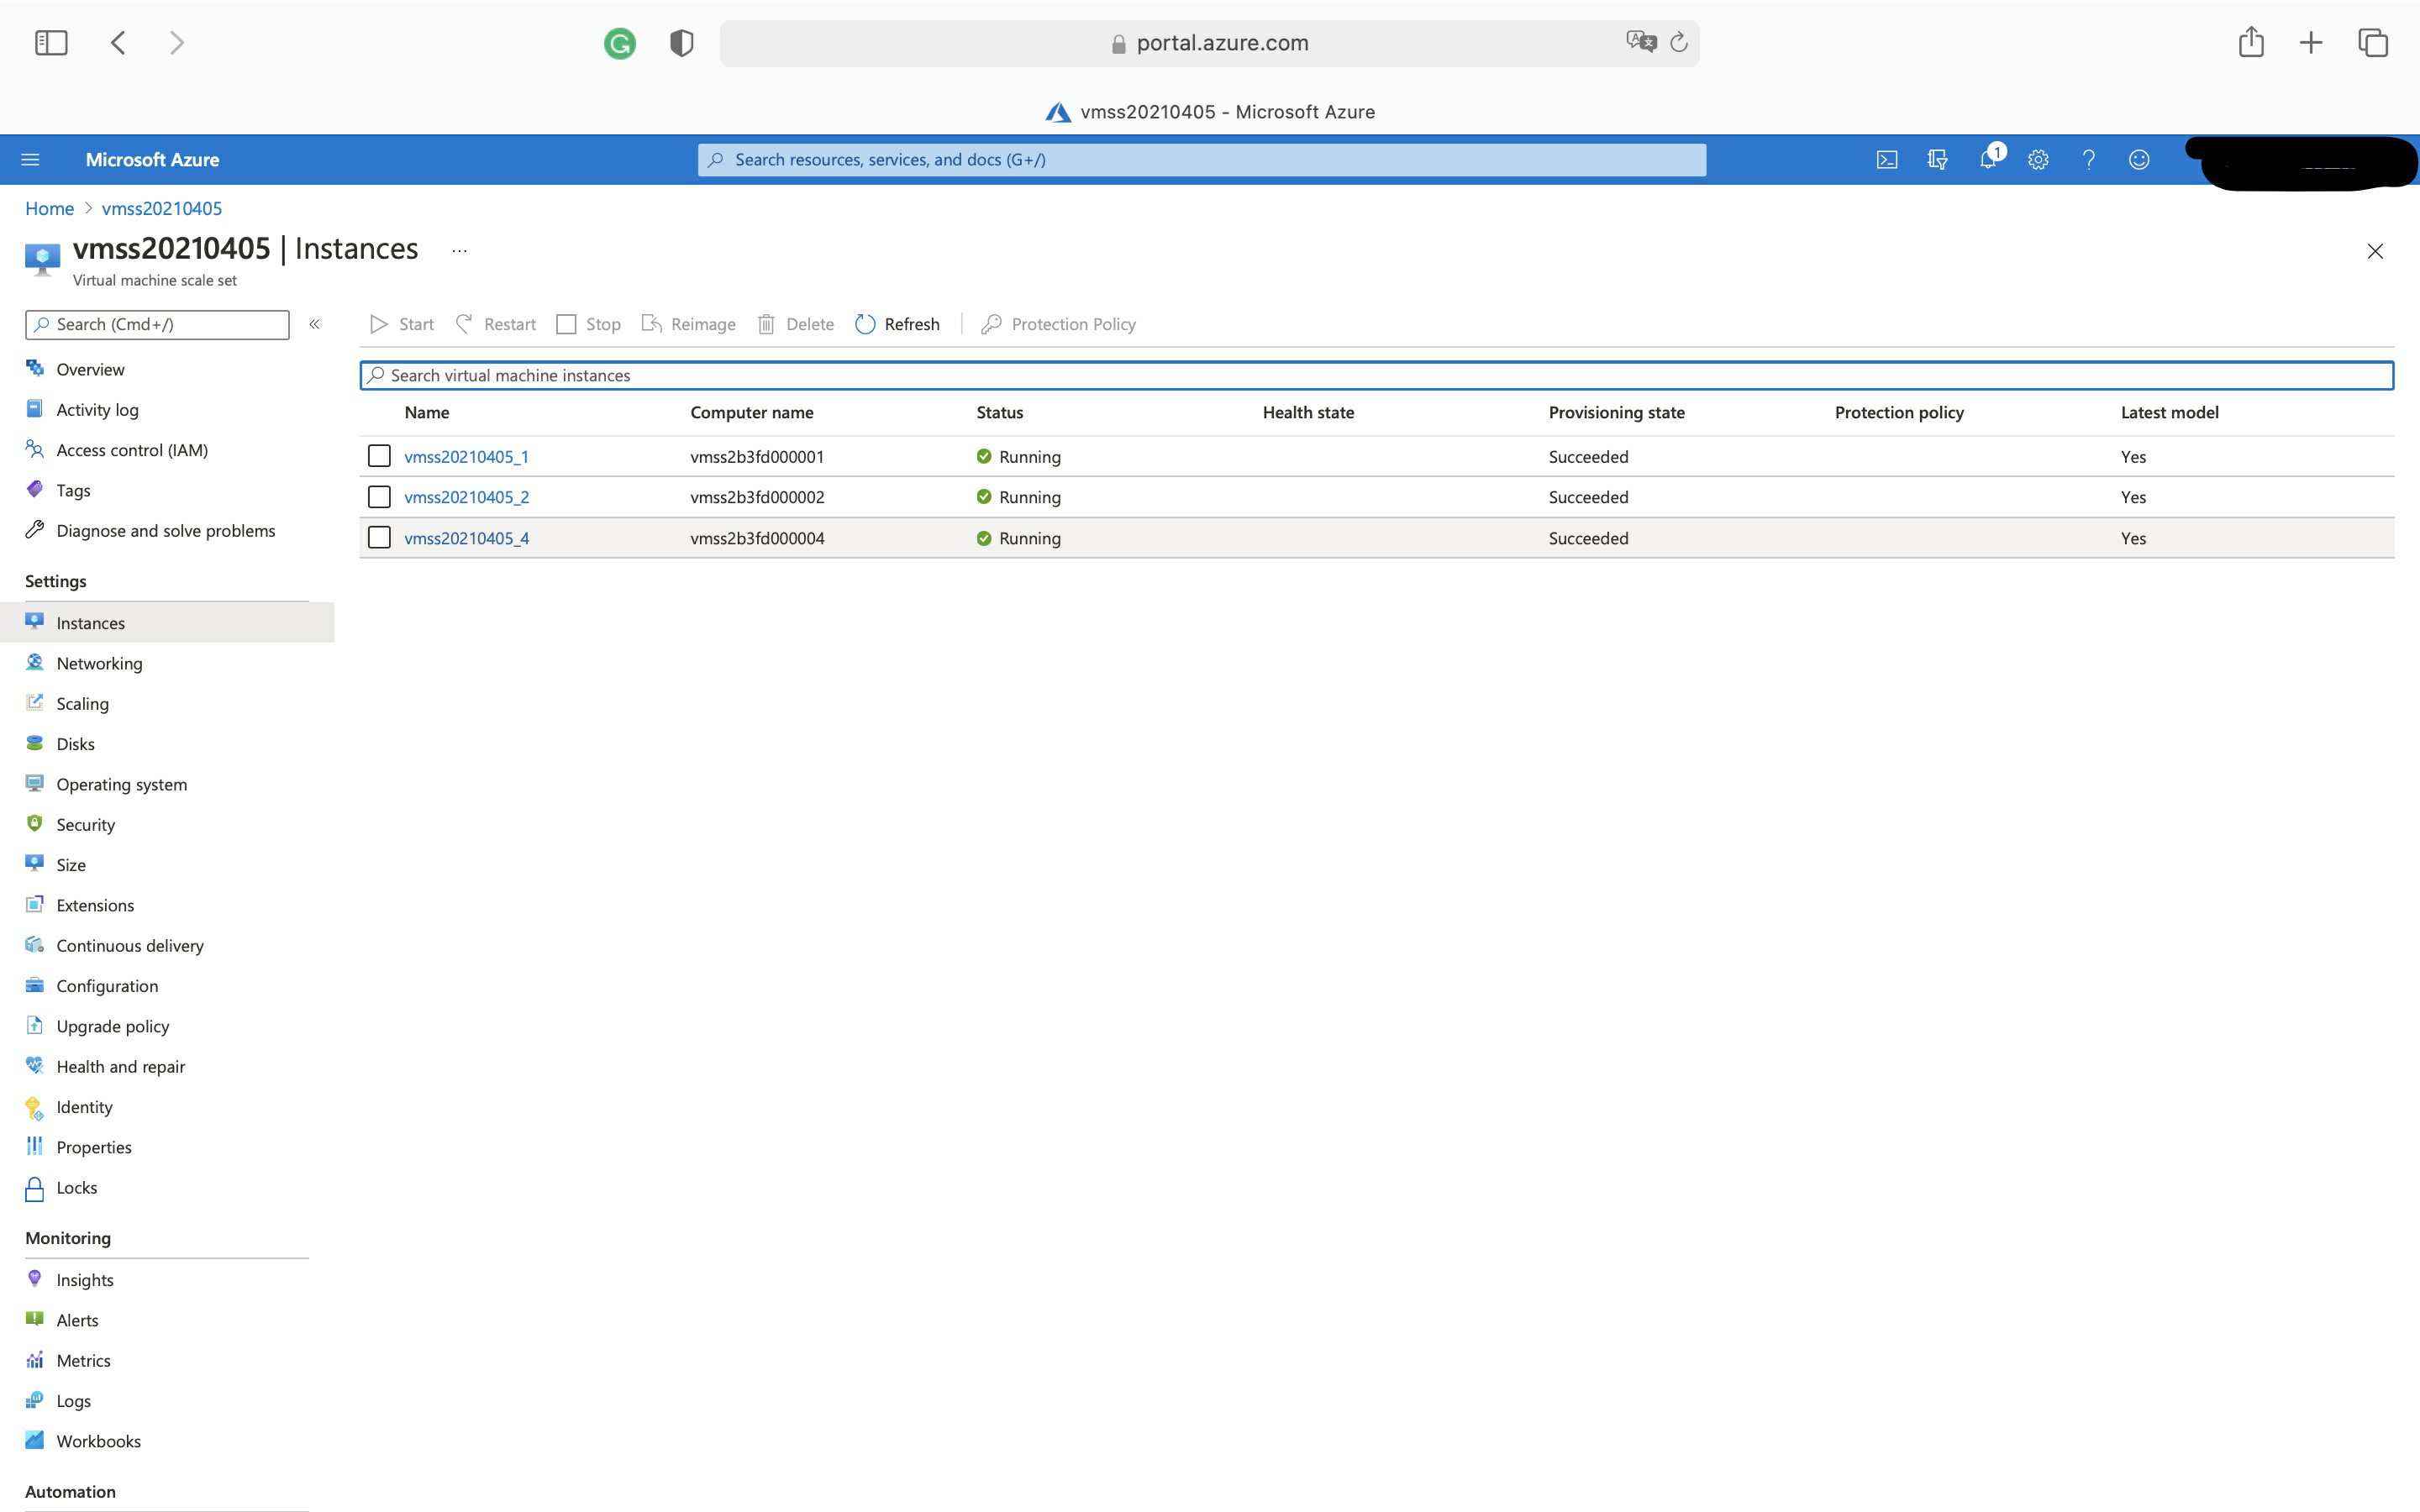 portal.azure.com
vmss20210405 - Microsoft Azure
Microsoft Azure
Search resources, services, and docs (G+/)
1
Home > vmss20210405
vmss20210405 | Instances ...
Virtual machine scale set
Search (Cmd+/) «
Start Restart Stop Reimage Delete Refresh Protection Policy
Search virtual machine instances
Name Computer name Status Health state Provisioning state Protection policy Latest model
vmss20210405_1 vmss2b3fd000001 Running Succeeded Yes
vmss20210405_2 vmss2b3fd000002 Running Succeeded Yes
vmss20210405_4 vmss2b3fd000004 Running Succeeded Yes
Overview
Activity log
Access control (IAM)
Tags
Diagnose and solve problems
Settings
Instances
Networking
Scaling
Disks
Operating system
Security
Size
Extensions
Continuous delivery
Configuration
Upgrade policy
Health and repair
Identity
Properties
Locks
Monitoring
Insights
Alerts
Metrics
Logs
Workbooks
Automation